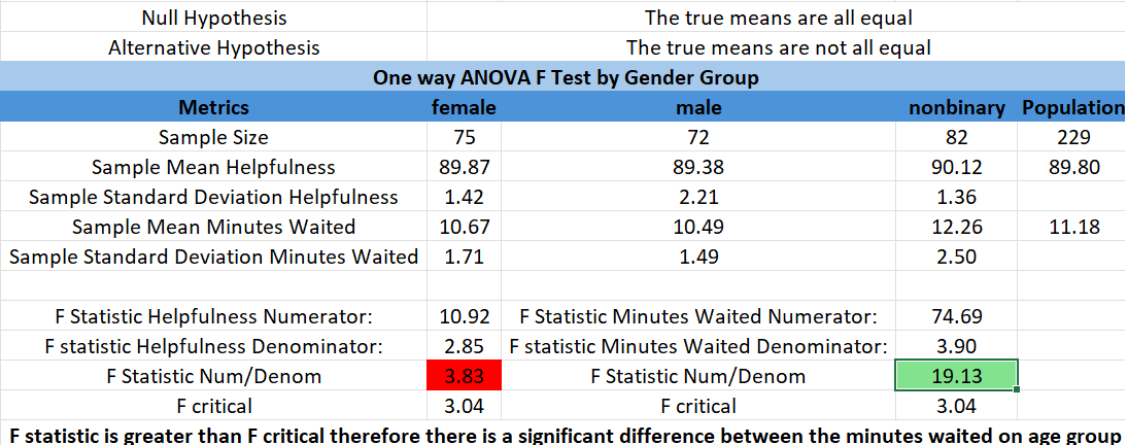 Null Hypothesis The true means are all equal
Alternative Hypothesis The true means are not all equal
One way ANOVA F Test by Gender Group
Metrics female male nonbinary Population
Sample Size 75 72 82 229
Sample Mean Helpfulness 89.87 89.38 90.12 89.80
Sample Standard Deviation Helpfulness 1.42 2.21 1.36
Sample Mean Minutes Waited 10.67 10.49 12.26 11.18
Sample Standard Deviation Minutes Waited 1.71 1.49 2.50
F Statistic Helpfulness Numerator: 10.92 F Statistic Minutes Waited Numerator: 74.69
F statistic Helpfulness Denominator: 2.85 F statistic Minutes Waited Denominator: 3.90
F Statistic Num/Denom 3.83 F Statistic Num/Denom 19.13
F critical 3.04 F critical 3.04
F statistic is greater than F critical therefore there is a significant difference between the minutes waited on age group